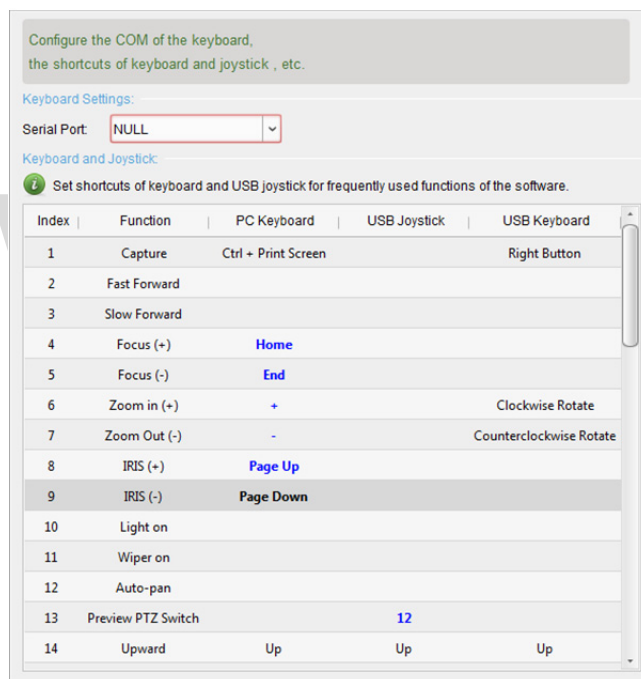 Configure the COM of the keyboard,
the shortcuts of keyboard and joystick , etc.
Keyboard Settings:
Serial Port: NULL
Keyboard and Joystick:
Set shortcuts of keyboard and USB joystick for frequently used functions of the software.
Index Function PC Keyboard USB Joystick USB Keyboard
1 Capture Ctrl + Print Screen Right Button
2 Fast Forward
3 Slow Forward
4 Focus (+) Home
5 Focus (-) End
6 Zoom in (+) + Clockwise Rotate
7 Zoom Out (-) - Counterclockwise Rotate
8 IRIS (+) Page Up
9 IRIS (-) Page Down
10 Light on
11 Wiper on
12 Auto-pan
13 Preview PTZ Switch 12
14 Upward Up Up Up